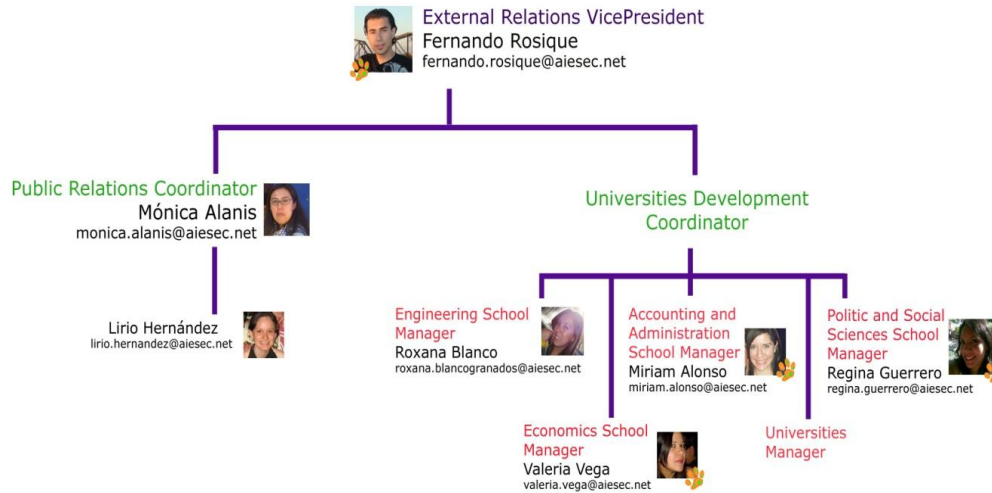 External Relations VicePresident
Fernando Rosique
fernando.rosique@aiesec.net
Public Relations Coordinator
Mónica Alanis
monica.alanis@aiesec.net
Universities Development
Coordinator
Lirio Hernández
lirio.hernandez@aiesec.net
Engineering School
Manager
Roxana Blanco
roxana.blancogranados@aiesec.net
Accounting and
Administration
School Manager
Miriam Alonso
miriam.alonso@aiesec.net
Politic and Social
Sciences School
Manager
Regina Guerrero
regina.guerrero@aiesec.net
Economics School
Manager
Valeria Vega
valeria.vega@aiesec.net
Universities
Manager